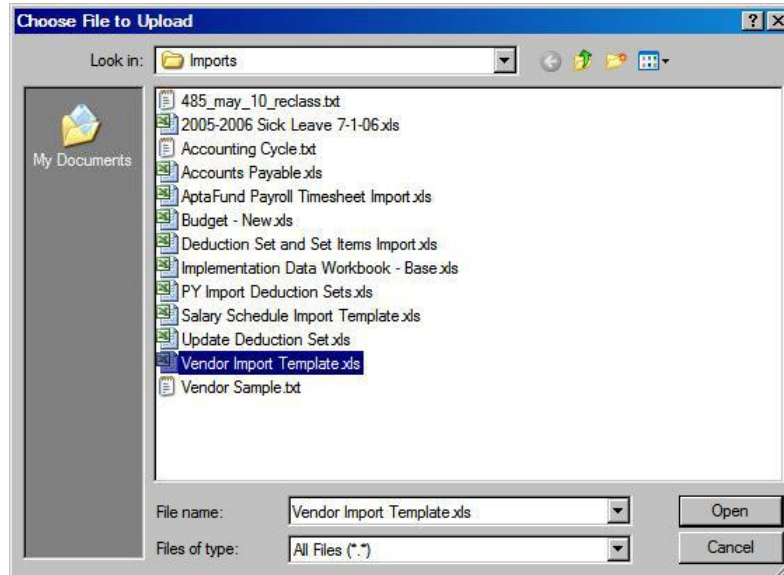 Choose File to Upload
Look in: Imports
My Documents
485_may_10_reclass.txt
2005-2006 Sick Leave 7-1-06.xls
Accounting Cycle.txt
Accounts Payable.xls
AptaFund Payroll Timesheet Import.xls
Budget - New.xls
Deduction Set and Set Items Import.xls
Implementation Data Workbook - Base.xls
PY Import Deduction Sets.xls
Salary Schedule Import Template.xls
Update Deduction Set.xls
Vendor Import Template.xls
Vendor Sample.txt
File name: Vendor Import Template.xls Open
Files of type: All Files (*.*) Cancel